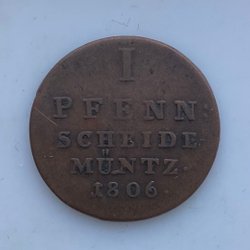 I
PFENN:
SCHEIDE
MÜNTZ.
1806.